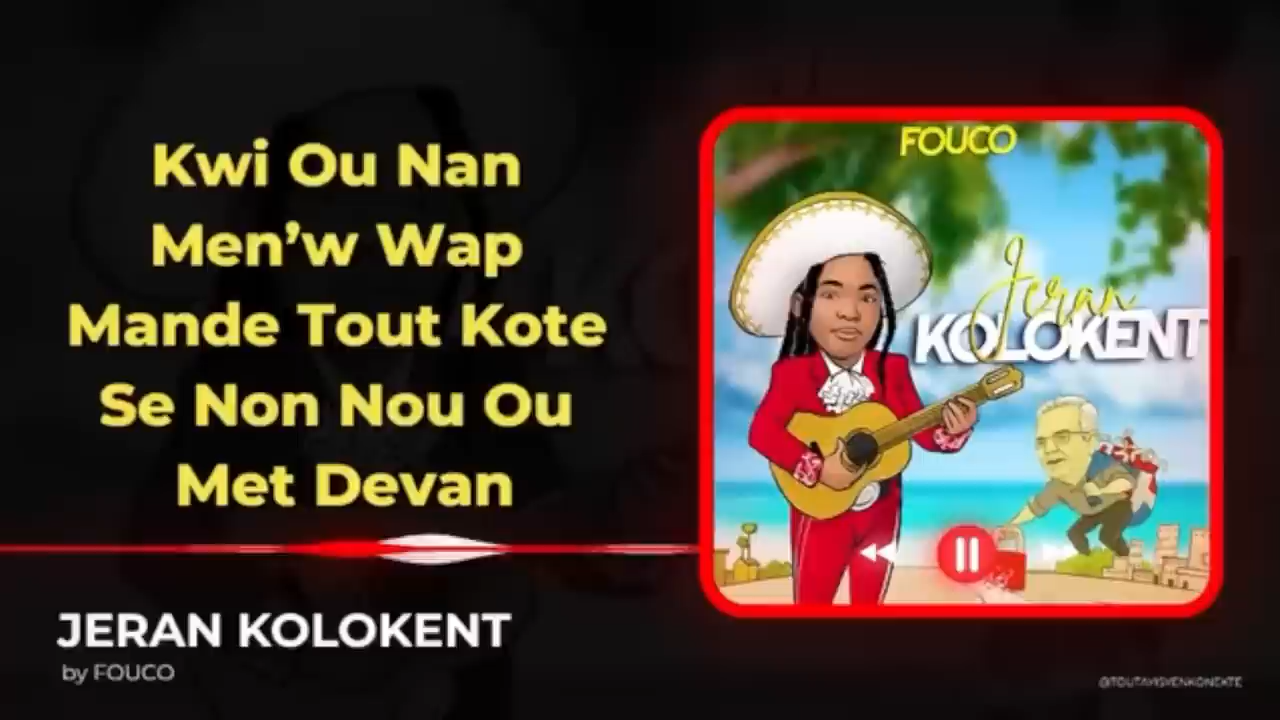 Kwi Ou Nan
Men’w Wap
Mande Tout Kote
Se Non Nou Ou
Met Devan
JERAN KOLOKENT
by FOUCO
FOUCO
Jeran
KOLOKENT
@TOUTAYISYENKONEKTE